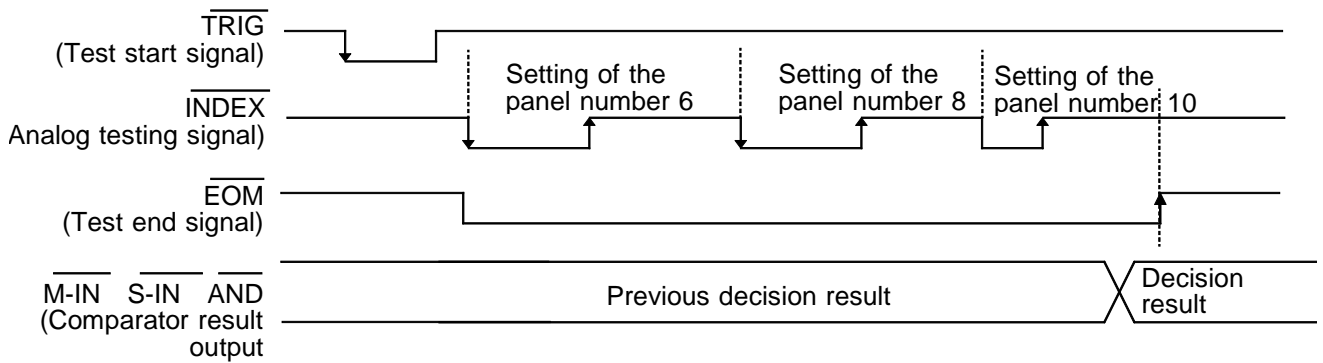 TRIG
(Test start signal)
Setting of the
panel number 6
Setting of the
panel number 8
Setting of the
panel number 10
INDEX
Analog testing signal)
EOM
(Test end signal)
M-IN S-IN AND
(Comparator result
output
Previous decision result
Decision
result